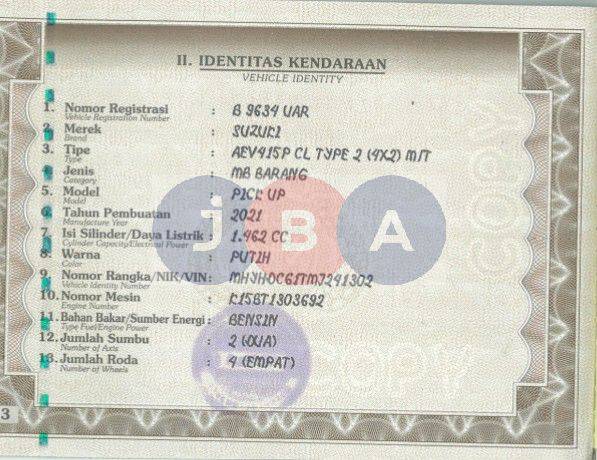 II. IDENTITAS KENDARAAN
VEHICLE IDENTITY
1. Nomor Registrasi : B 9634 UAR
Vehicle Registration Number
2. Merek : SUZUKI
Brand
3. Tipe : AEV415P CL TYPE 2 (4X2) M/T
Type
4. Jenis : MB BARANG
Category
5. Model : PICK UP
Model
6. Tahun Pembuatan : 2021
Manufacture Year
7. Isi Silinder/Daya Listrik : 1.462 CC
Cylinder Capacity/Electrical Power
8. Warna : PUTIH
Color
9. Nomor Rangka/NIK/VIN : MHYHDC61TMJ241302
Vehicle Identity Number
10. Nomor Mesin : K15BT1303692
Engine Number
11. Bahan Bakar/Sumber Energi : BENSIN
Type Fuel/Engine Power
12. Jumlah Sumbu : 2 (DUA)
Number of Axis
13. Jumlah Roda : 4 (EMPAT)
Number of Wheels
JBA
COPY
3